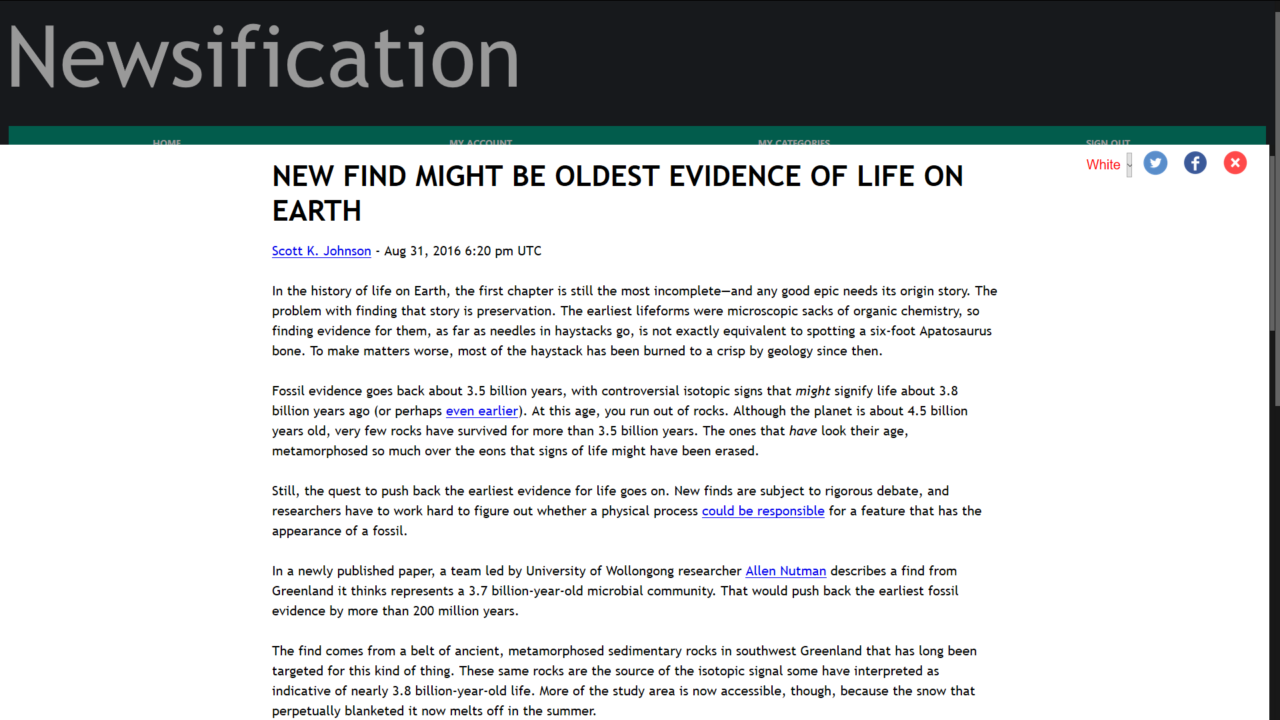 Newsification
HOME MY ACCOUNT MY CATEGORIES SIGN OUT
White
NEW FIND MIGHT BE OLDEST EVIDENCE OF LIFE ON
EARTH
Scott K. Johnson - Aug 31, 2016 6:20 pm UTC
In the history of life on Earth, the first chapter is still the most incomplete—and any good epic needs its origin story. The
problem with finding that story is preservation. The earliest lifeforms were microscopic sacks of organic chemistry, so
finding evidence for them, as far as needles in haystacks go, is not exactly equivalent to spotting a six-foot Apatosaurus
bone. To make matters worse, most of the haystack has been burned to a crisp by geology since then.
Fossil evidence goes back about 3.5 billion years, with controversial isotopic signs that might signify life about 3.8
billion years ago (or perhaps even earlier). At this age, you run out of rocks. Although the planet is about 4.5 billion
years old, very few rocks have survived for more than 3.5 billion years. The ones that have look their age,
metamorphosed so much over the eons that signs of life might have been erased.
Still, the quest to push back the earliest evidence for life goes on. New finds are subject to rigorous debate, and
researchers have to work hard to figure out whether a physical process could be responsible for a feature that has the
appearance of a fossil.
In a newly published paper, a team led by University of Wollongong researcher Allen Nutman describes a find from
Greenland it thinks represents a 3.7 billion-year-old microbial community. That would push back the earliest fossil
evidence by more than 200 million years.
The find comes from a belt of ancient, metamorphosed sedimentary rocks in southwest Greenland that has long been
targeted for this kind of thing. These same rocks are the source of the isotopic signal some have interpreted as
indicative of nearly 3.8 billion-year-old life. More of the study area is now accessible, though, because the snow that
perpetually blanketed it now melts off in the summer.